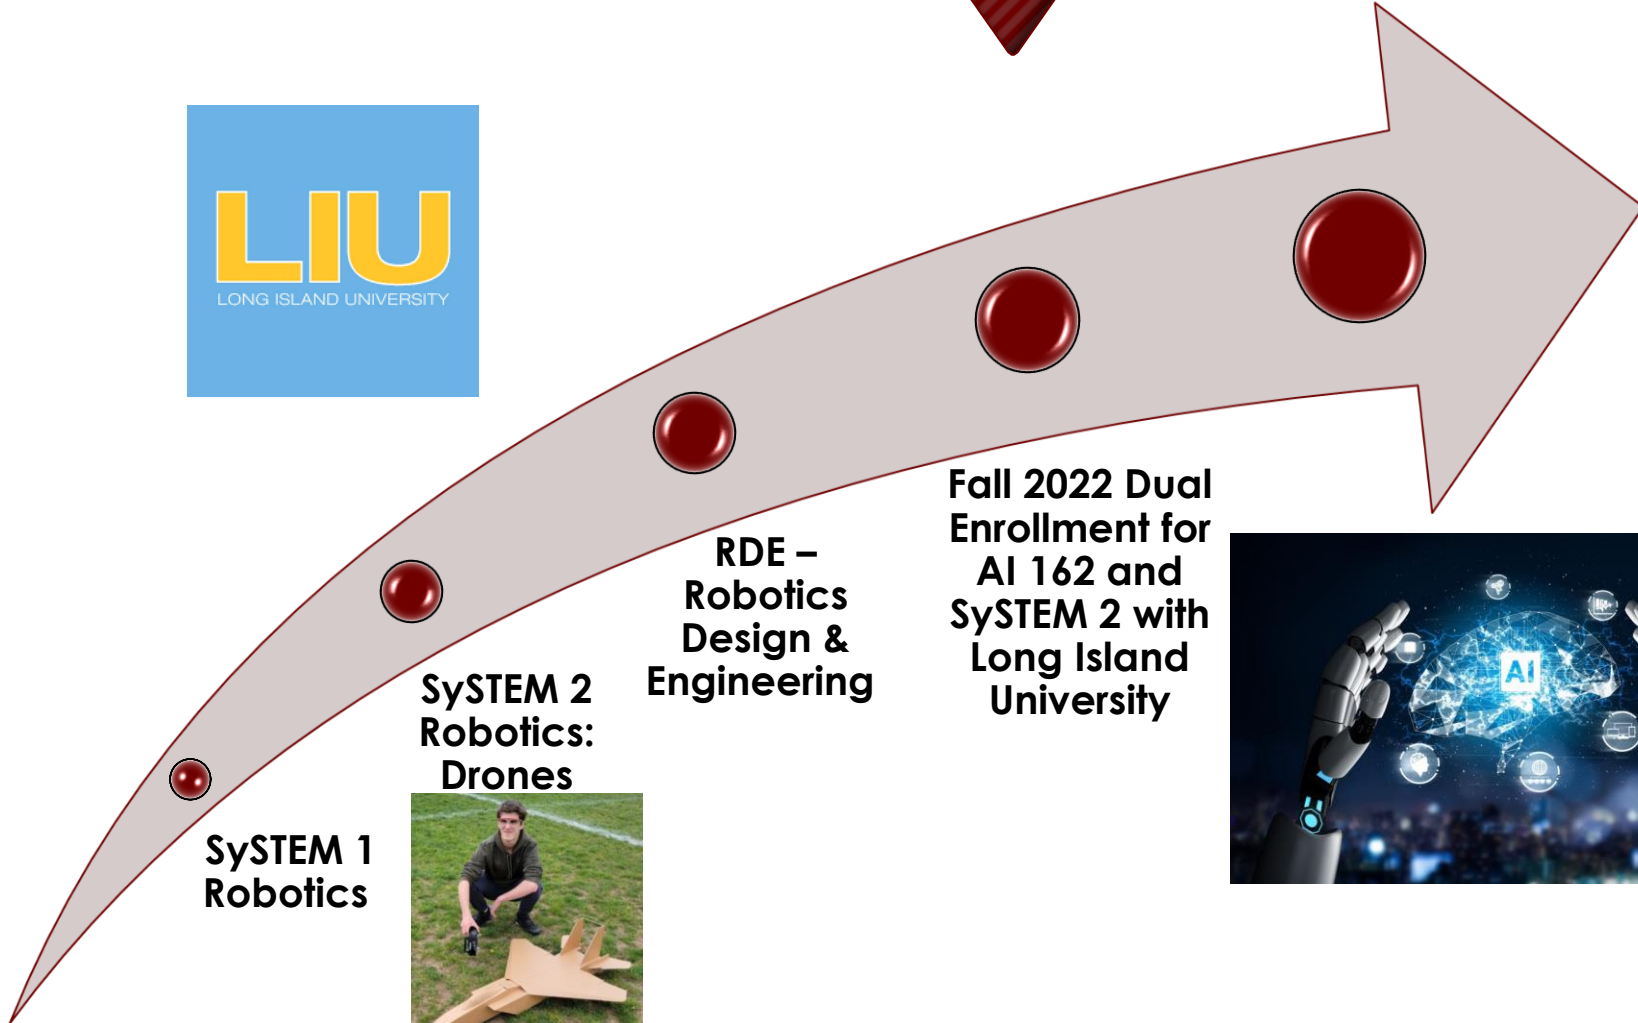 LIU
LONG ISLAND UNIVERSITY
SySTEM 1
Robotics
SySTEM 2
Robotics:
Drones
RDE –
Robotics
Design &
Engineering
Fall 2022 Dual
Enrollment for
AI 162 and
SySTEM 2 with
Long Island
University
AI